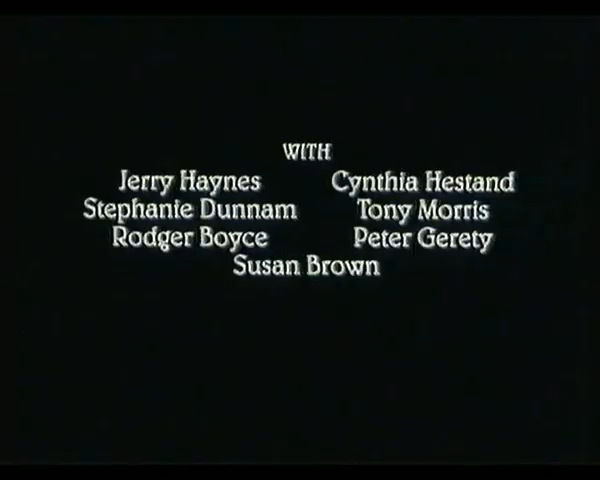 WITH
Jerry Haynes Cynthia Hestand
Stephanie Dunnam Tony Morris
Rodger Boyce Peter Gerety
Susan Brown